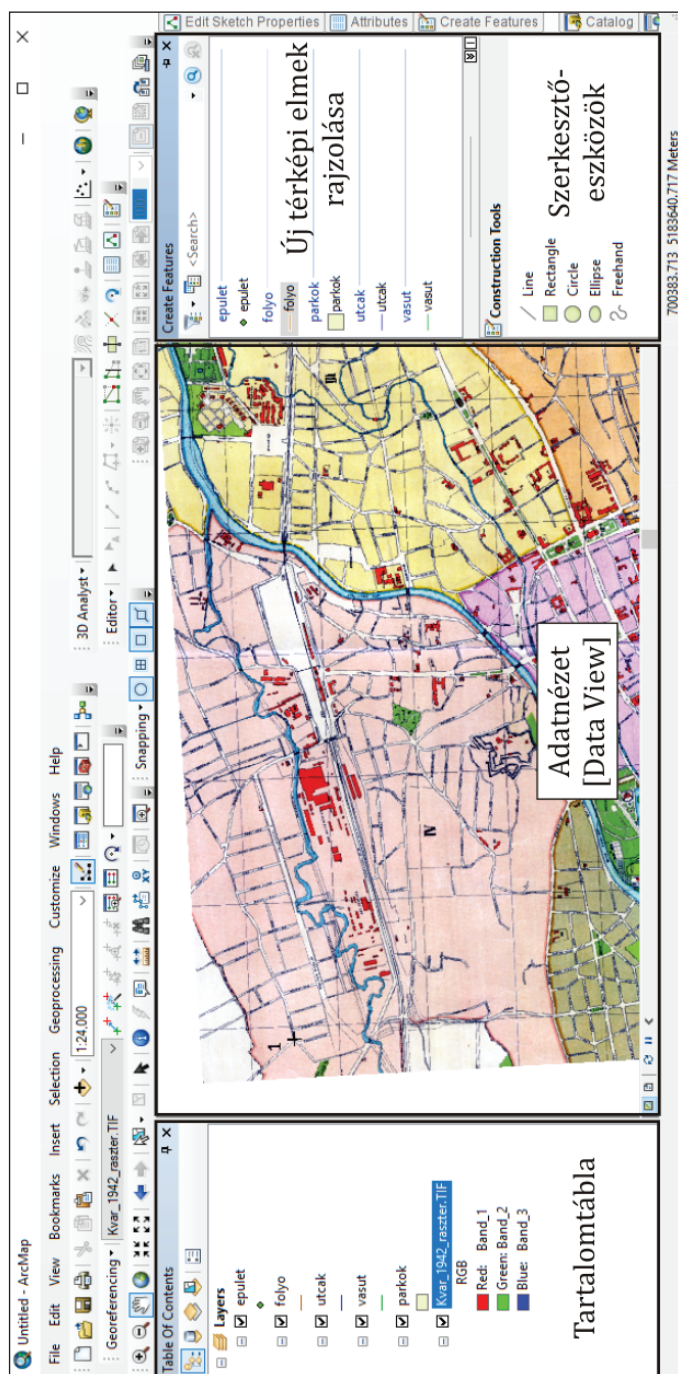 Untitled - ArcMap
File Edit View Bookmarks Insert Selection Geoprocessing Customize Windows Help
1:24,000
3D Analyst
Georeferencing Kvar_1942_raszter.TIF
Editor
Snapping
Table Of Contents
Layers
epulet
folyo
utcak
vasut
parkok
Kvar_1942_raszter.TIF
RGB
Red: Band_1
Green: Band_2
Blue: Band_3
Tartalomtábla
1
IV
III
Adatnézet
[Data View]
Create Features
<Search>
epulet
epulet
folyo
folyo
parkok
parkok
utcak
utcak
vasut
vasut
Új térképi elmek
rajzolása
Construction Tools
Line
Rectangle
Circle
Ellipse
Freehand
Szerkesztő-
eszközök
Edit Sketch Properties
Attributes
Create Features
Catalog
700383.713 5183640.717 Meters